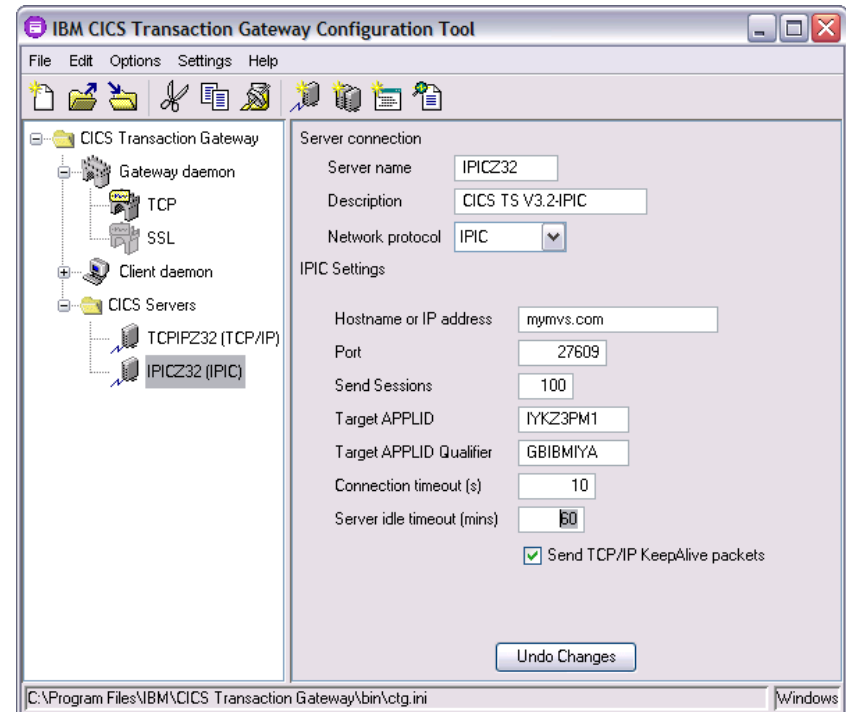 IBM CICS Transaction Gateway Configuration Tool
File Edit Options Settings Help
CICS Transaction Gateway
Gateway daemon
TCP
SSL
Client daemon
CICS Servers
TCPIPZ32 (TCP/IP)
IPICZ32 (IPIC)
Server connection
Server name IPICZ32
Description CICS TS V3.2-IPIC
Network protocol IPIC
IPIC Settings
Hostname or IP address mymvs.com
Port 27609
Send Sessions 100
Target APPLID IYKZ3PM1
Target APPLID Qualifier GBIBMIYA
Connection timeout (s) 10
Server idle timeout (mins) 60
Send TCP/IP KeepAlive packets
Undo Changes
C:\Program Files\IBM\CICS Transaction Gateway\bin\ctg.ini Windows